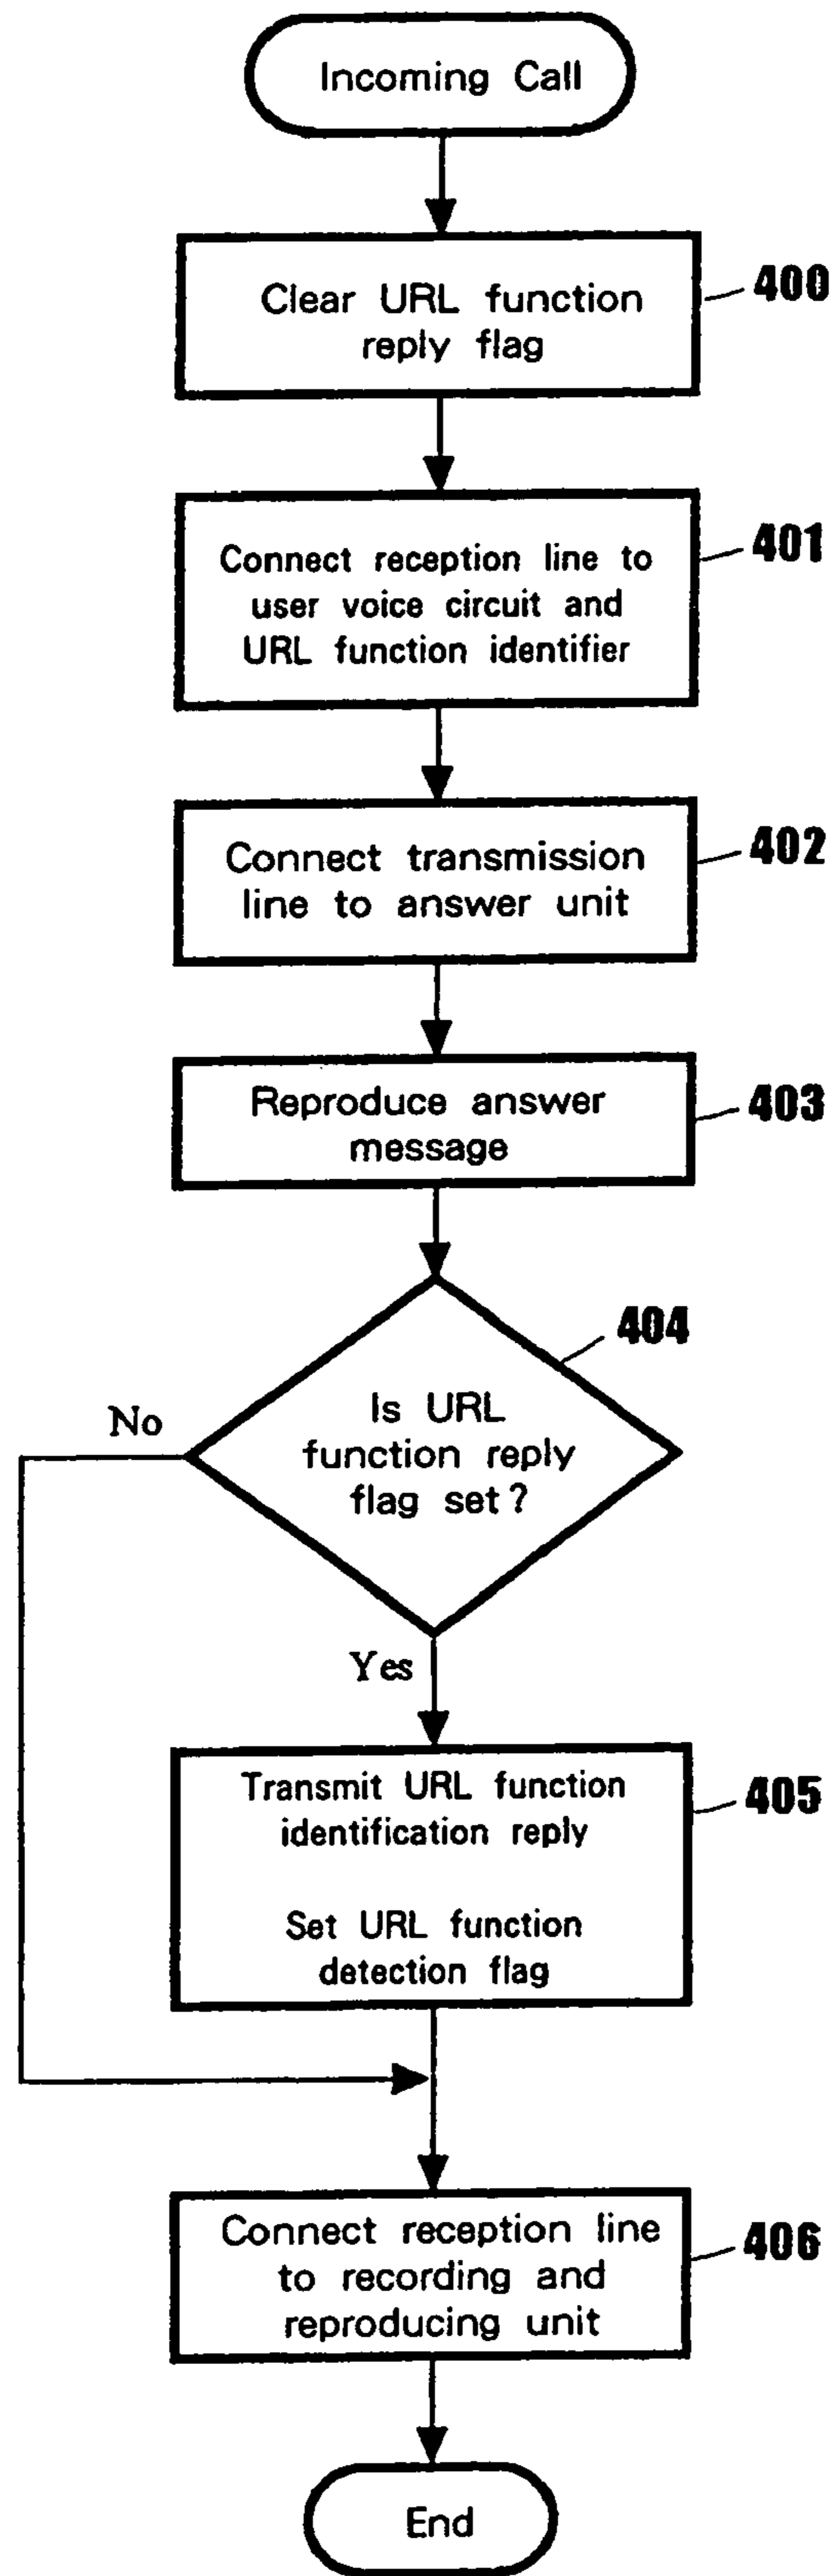 Incoming Call
Clear URL function
reply flag
400
Connect reception line to
user voice circuit and
URL function identifier
401
Connect transmission
line to answer unit
402
Reproduce answer
message
403
404
Is URL
function reply
flag set?
No
Yes
Transmit URL function
identification reply
Set URL function
detection flag
405
Connect reception line
to recording and
reproducing unit
406
End